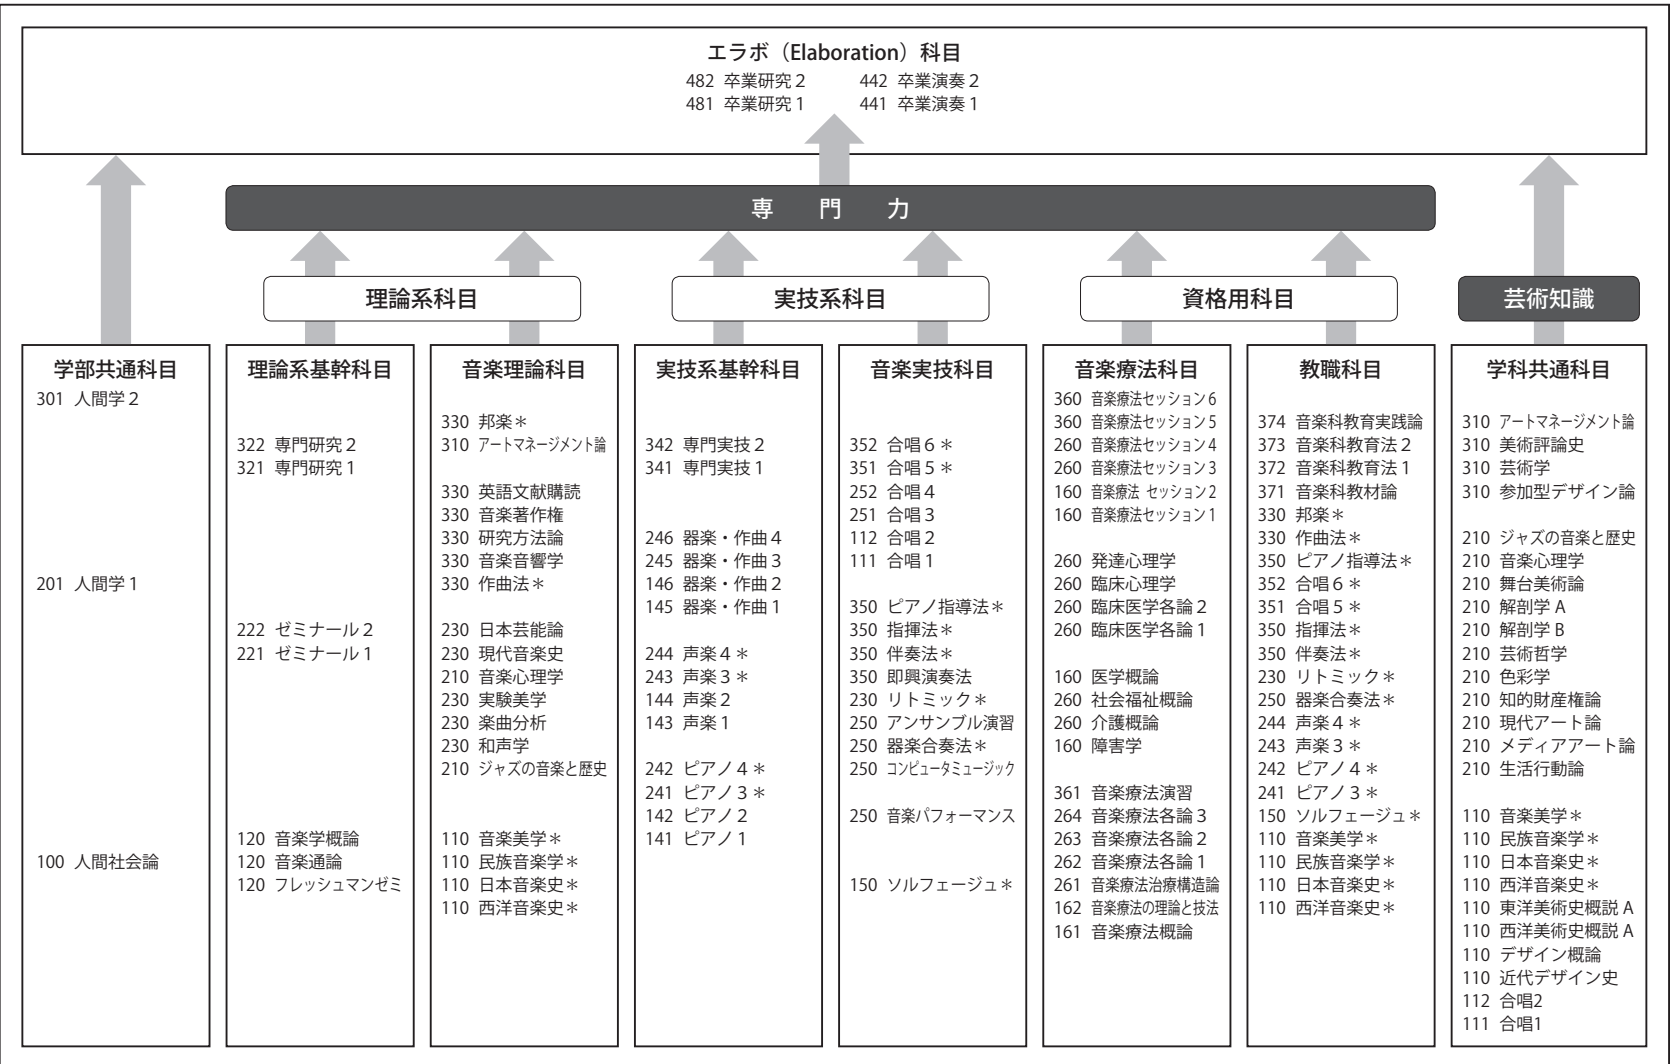 エラボ（Elaboration）科目
482 卒業研究２ 442 卒業演奏２
481 卒業研究１ 441 卒業演奏１
専門力
理論系科目
実技系科目
資格用科目
芸術知識
学部共通科目
301 人間学２
201 人間学１
100 人間社会論
理論系基幹科目
322 専門研究２
321 専門研究１
222 ゼミナール２
221 ゼミナール１
120 音楽学概論
120 音楽通論
120 フレッシュマンゼミ
音楽理論科目
330 邦楽＊
310 アートマネージメント論
330 英語文献購読
330 音楽著作権
330 研究方法論
330 音楽音響学
330 作曲法＊
230 日本芸能論
230 現代音楽史
210 音楽心理学
230 実験美学
230 楽曲分析
230 和声学
210 ジャズの音楽と歴史
110 音楽美学＊
110 民族音楽学＊
110 日本音楽史＊
110 西洋音楽史＊
実技系基幹科目
342 専門実技２
341 専門実技１
246 器楽・作曲４
245 器楽・作曲３
146 器楽・作曲２
145 器楽・作曲１
244 声楽４＊
243 声楽３＊
144 声楽２
143 声楽１
242 ピアノ４＊
241 ピアノ３＊
142 ピアノ２
141 ピアノ１
音楽実技科目
352 合唱６＊
351 合唱５＊
252 合唱４
251 合唱３
112 合唱２
111 合唱１
350 ピアノ指導法＊
350 指揮法＊
350 伴奏法＊
350 即興演奏法
230 リトミック＊
250 アンサンブル演習
250 器楽合奏法＊
250 コンピュータミュージック
250 音楽パフォーマンス
150 ソルフェージュ＊
音楽療法科目
360 音楽療法セッション６
360 音楽療法セッション５
260 音楽療法セッション４
260 音楽療法セッション３
160 音楽療法 セッション２
160 音楽療法セッション１
260 発達心理学
260 臨床心理学
260 臨床医学各論２
260 臨床医学各論１
160 医学概論
260 社会福祉概論
260 介護概論
160 障害学
361 音楽療法演習
264 音楽療法各論３
263 音楽療法各論２
262 音楽療法各論１
261 音楽療法治療構造論
162 音楽療法の理論と技法
161 音楽療法概論
教職科目
374 音楽科教育実践論
373 音楽科教育法２
372 音楽科教育法１
371 音楽科教材論
330 邦楽＊
330 作曲法＊
350 ピアノ指導法＊
352 合唱６＊
351 合唱５＊
350 指揮法＊
350 伴奏法＊
230 リトミック＊
250 器楽合奏法＊
244 声楽４＊
243 声楽３＊
242 ピアノ４＊
241 ピアノ３＊
150 ソルフェージュ＊
110 音楽美学＊
110 民族音楽学＊
110 日本音楽史＊
110 西洋音楽史＊
学科共通科目
310 アートマネージメント論
310 美術評論史
310 芸術学
310 参加型デザイン論
210 ジャズの音楽と歴史
210 音楽心理学
210 舞台美術論
210 解剖学 A
210 解剖学 B
210 芸術哲学
210 色彩学
210 知的財産権論
210 現代アート論
210 メディアアート論
210 生活行動論
110 音楽美学＊
110 民族音楽学＊
110 日本音楽史＊
110 西洋音楽史＊
110 東洋美術史概説 A
110 西洋美術史概説 A
110 デザイン概論
110 近代デザイン史
112 合唱2
111 合唱1